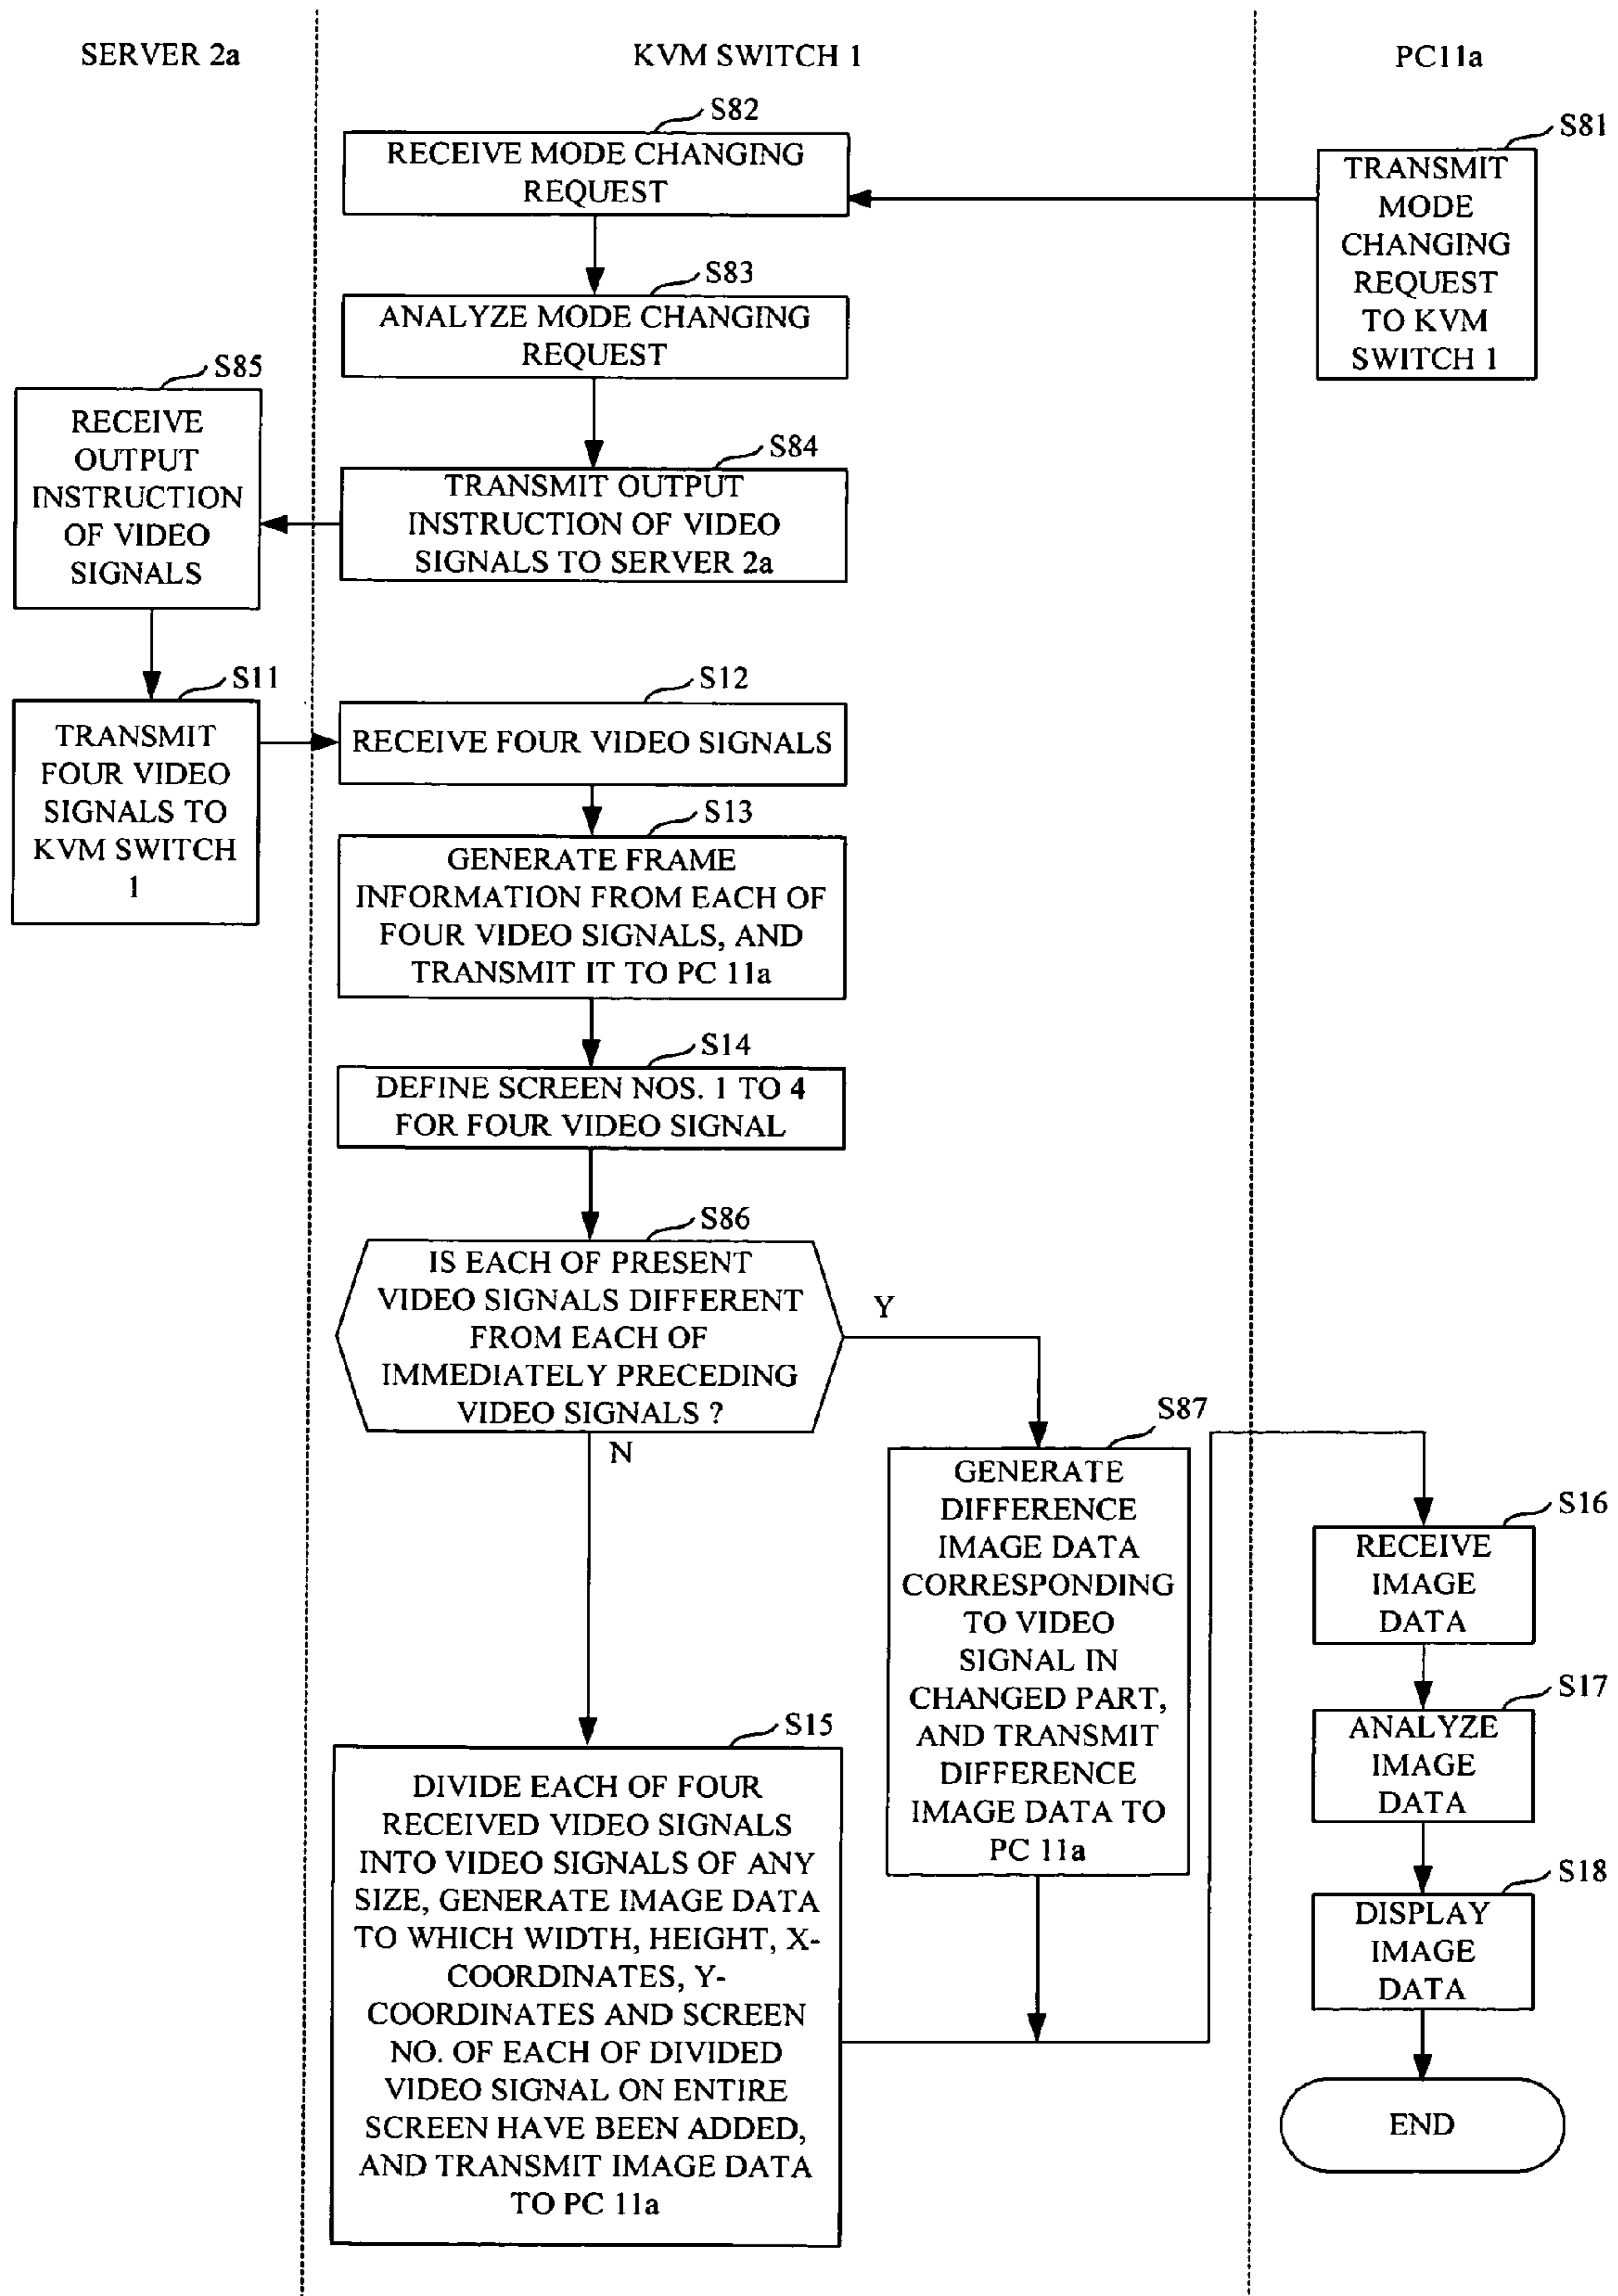 SERVER 2a
KVM SWITCH 1
PC11a
S81
TRANSMIT
MODE
CHANGING
REQUEST
TO KVM
SWITCH 1
S82
RECEIVE MODE CHANGING
REQUEST
S83
ANALYZE MODE CHANGING
REQUEST
S84
TRANSMIT OUTPUT
INSTRUCTION OF VIDEO
SIGNALS TO SERVER 2a
S85
RECEIVE
OUTPUT
INSTRUCTION
OF VIDEO
SIGNALS
S11
TRANSMIT
FOUR VIDEO
SIGNALS TO
KVM SWITCH
1
S12
RECEIVE FOUR VIDEO SIGNALS
S13
GENERATE FRAME
INFORMATION FROM EACH OF
FOUR VIDEO SIGNALS, AND
TRANSMIT IT TO PC 11a
S14
DEFINE SCREEN NOS. 1 TO 4
FOR FOUR VIDEO SIGNAL
S86
IS EACH OF PRESENT
VIDEO SIGNALS DIFFERENT
FROM EACH OF
IMMEDIATELY PRECEDING
VIDEO SIGNALS ?
Y
N
S87
GENERATE
DIFFERENCE
IMAGE DATA
CORRESPONDING
TO VIDEO
SIGNAL IN
CHANGED PART,
AND TRANSMIT
DIFFERENCE
IMAGE DATA TO
PC 11a
S15
DIVIDE EACH OF FOUR
RECEIVED VIDEO SIGNALS
INTO VIDEO SIGNALS OF ANY
SIZE, GENERATE IMAGE DATA
TO WHICH WIDTH, HEIGHT, X-
COORDINATES, Y-
COORDINATES AND SCREEN
NO. OF EACH OF DIVIDED
VIDEO SIGNAL ON ENTIRE
SCREEN HAVE BEEN ADDED,
AND TRANSMIT IMAGE DATA
TO PC 11a
S16
RECEIVE
IMAGE
DATA
S17
ANALYZE
IMAGE
DATA
S18
DISPLAY
IMAGE
DATA
END